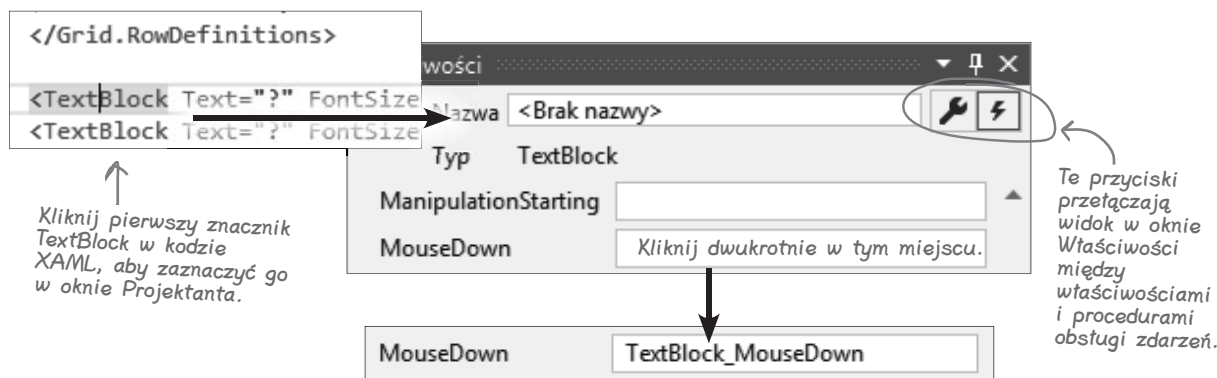 </Grid.RowDefinitions>
<TextBlock Text="?" FontSize
<TextBlock Text="?" FontSize
Kliknij pierwszy znacznik
TextBlock w kodzie
XAML, aby zaznaczyć go
w oknie Projektanta.
wości
Nazwa <Brak nazwy>
Typ TextBlock
ManipulationStarting
MouseDown Kliknij dwukrotnie w tym miejscu.
MouseDown TextBlock_MouseDown
Te przyciski
przełączają
widok w oknie
Właściwości
między
właściwościami
i procedurami
obsługi zdarzeń.